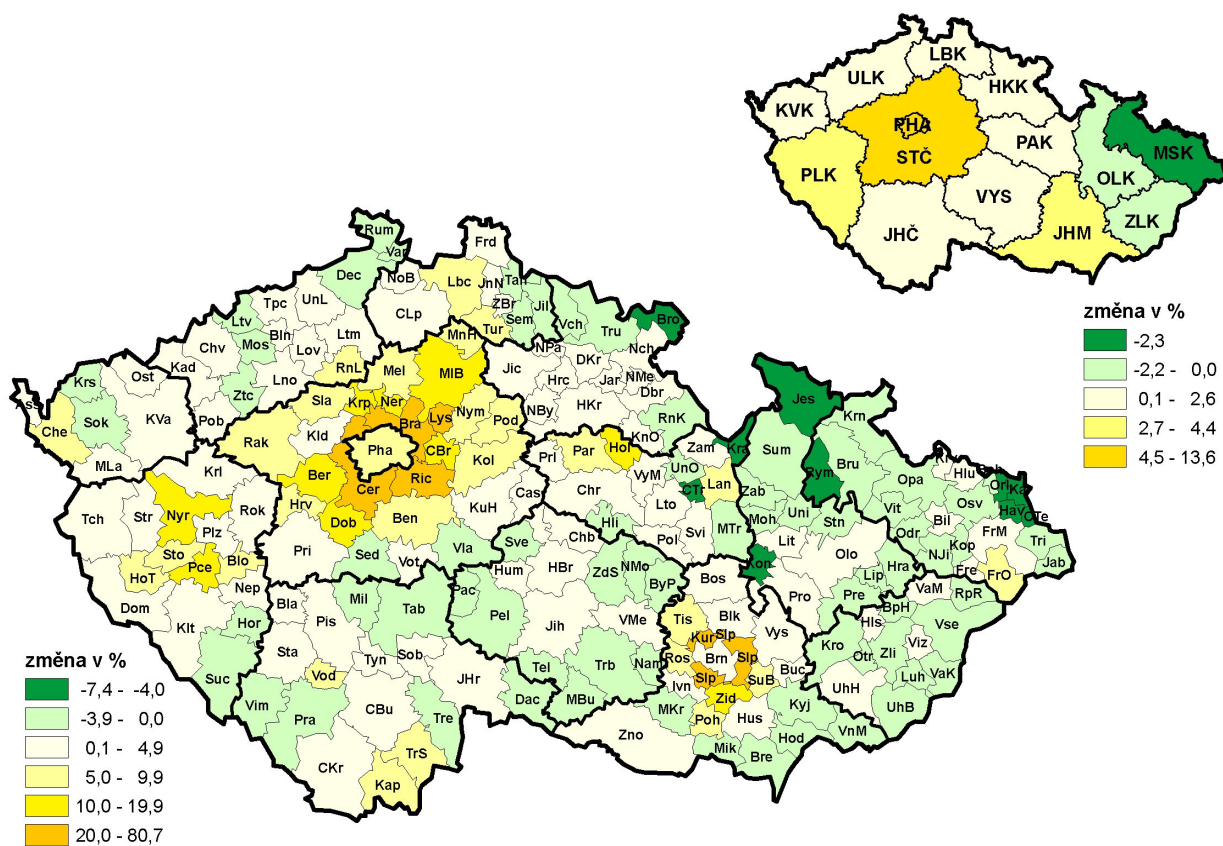 LBK
ULK
HKK
KVK
PHA
PAK
MSK
STČ
PLK
OLK
VYS
ZLK
JHČ
JHM
změna v %
-2,3
-2,2 - 0,0
0,1 - 2,6
2,7 - 4,4
4,5 - 13,6
Rum
Var
Frd
Dec
NoB
Lbc
JnN
Tan
Tpc
UnL
ZBr
Jil
CLp
Sem
Vch
Tru
Bro
Ltv
Bln
Ltm
Tur
Mos
MnH
Chv
Lov
NPa
Nch
Kad
RnL
Mel
MlB
Jic
DKr
Krs
Ost
Lno
Hrc
Jar
NMe
Ztc
Sla
Krp
Ner
Dbr
Sok
KVa
Pob
Bra
Lys
Nym
NBy
HKr
RnK
Che
Kld
Pod
KnO
MLa
Rak
Pha
Krl
Ber
CBr
Kol
Prl
Par
Hol
Zam
Kra
Jes
Krn
Cer
Ric
VyM
UnO
Sum
Rym
Bru
Hlu
Tch
Str
Nyr
Rok
Hrv
Dob
Ben
KuH
Cas
Chr
CTr
Lan
Opa
Orl
Ka
Plz
Lto
Zab
Hav
Sto
Pce
Blo
Pri
Hli
Svi
MTr
Moh
Uni
Stn
Vit
Osv
CTe
HoT
Sed
Vot
Vla
Sve
Chb
Pol
Lit
Olo
Odr
Bil
FrM
Tri
Nep
Hum
HBr
ZdS
NMo
ByP
Kon
NJi
Kop
Fre
FrO
Jab
Dom
Klt
Hor
Bla
Pis
Mil
Tab
Pac
Pel
Bos
Pro
Pre
Lip
Hra
VaM
RpR
Jih
VMe
Tis
Blk
Vys
BpH
Hls
Vse
Suc
Sta
Tyn
Sob
Kur
Slp
Kro
Otr
Zli
Viz
Vod
JHr
Tel
Trb
Nam
Ros
Brn
Slp
Buc
Luh
VaK
Vim
Pra
CBu
Tre
Dac
MBu
Ivn
Slp
SuB
UhH
UhB
Zid
MKr
Poh
Hus
Kyj
Zno
Hod
VnM
CKr
TrS
Kap
Mik
Bre
změna v %
-7,4 - -4,0
-3,9 - 0,0
0,1 - 4,9
5,0 - 9,9
10,0 - 19,9
20,0 - 80,7